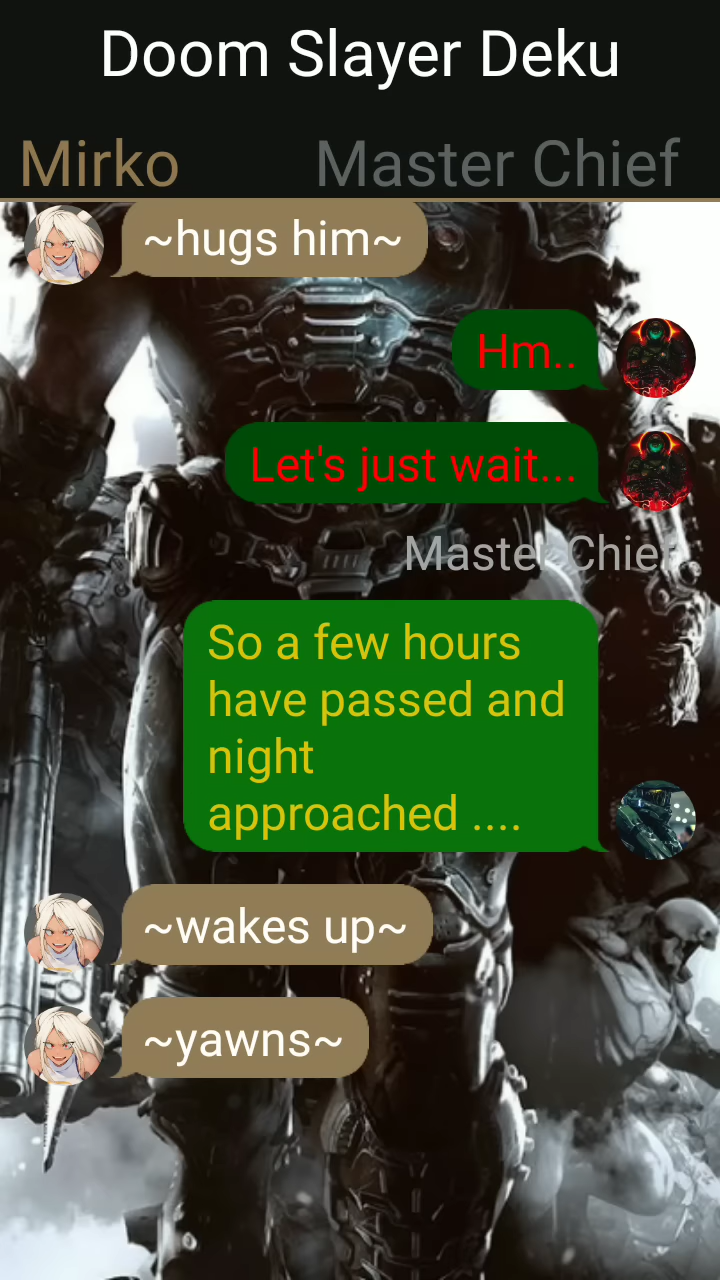 Doom Slayer Deku
Mirko
Master Chief
~hugs him~
Hm..
Let's just wait...
Master Chief
So a few hours
have passed and
night
approached ....
~wakes up~
~yawns~